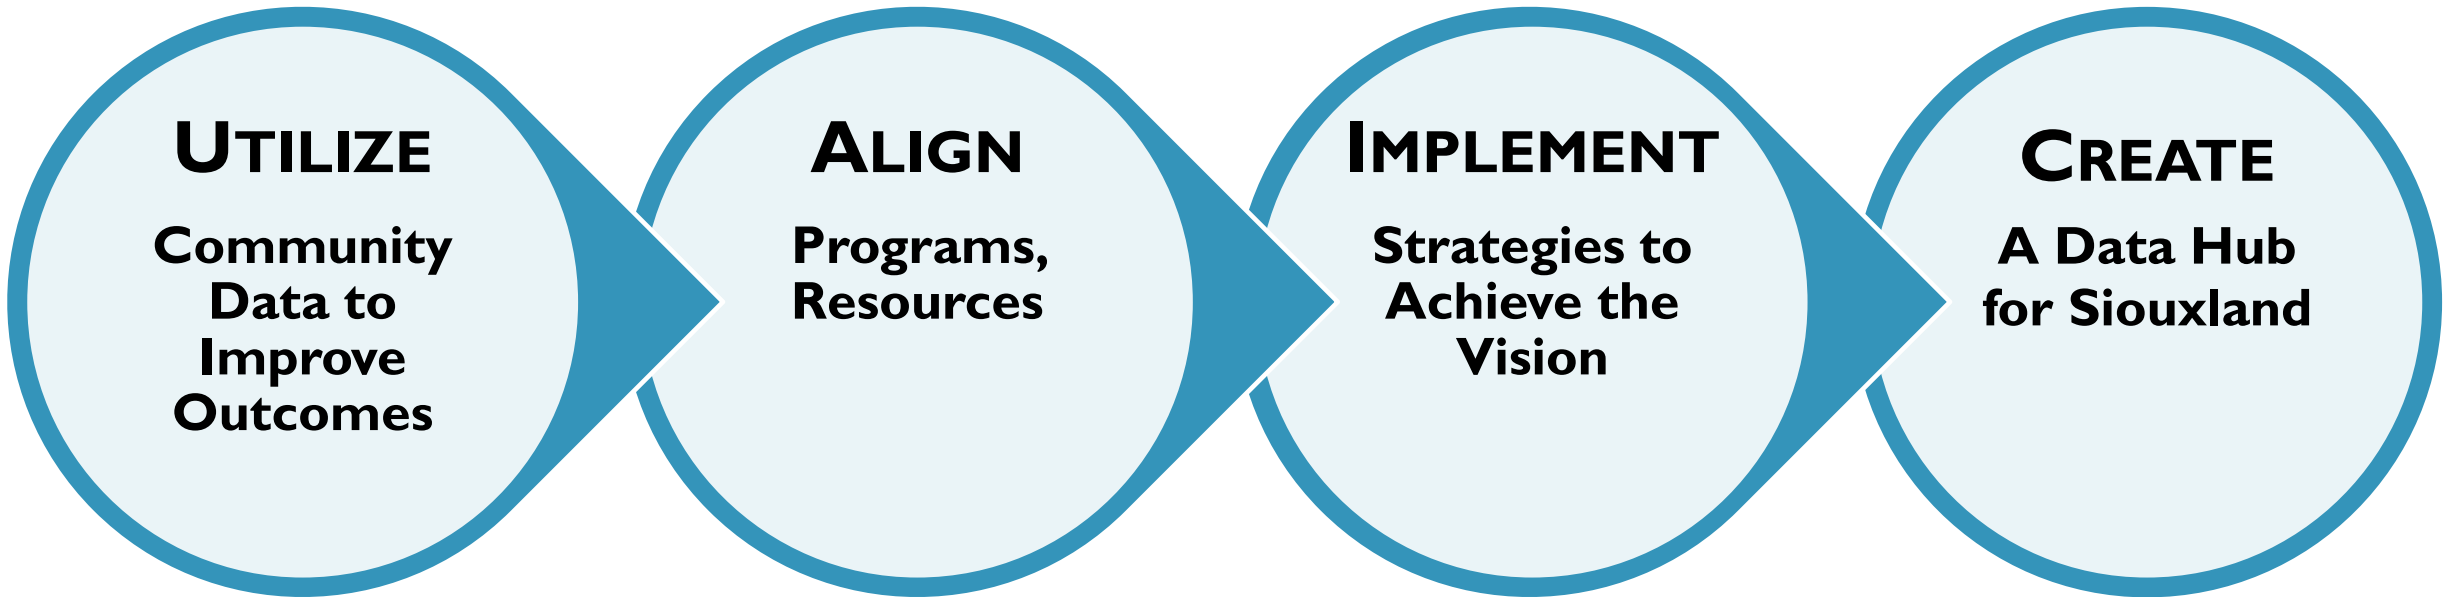 UTILIZE
Community
Data to
Improve
Outcomes
ALIGN
Programs,
Resources
IMPLEMENT
Strategies to
Achieve the
Vision
CREATE
A Data Hub
for Siouxland